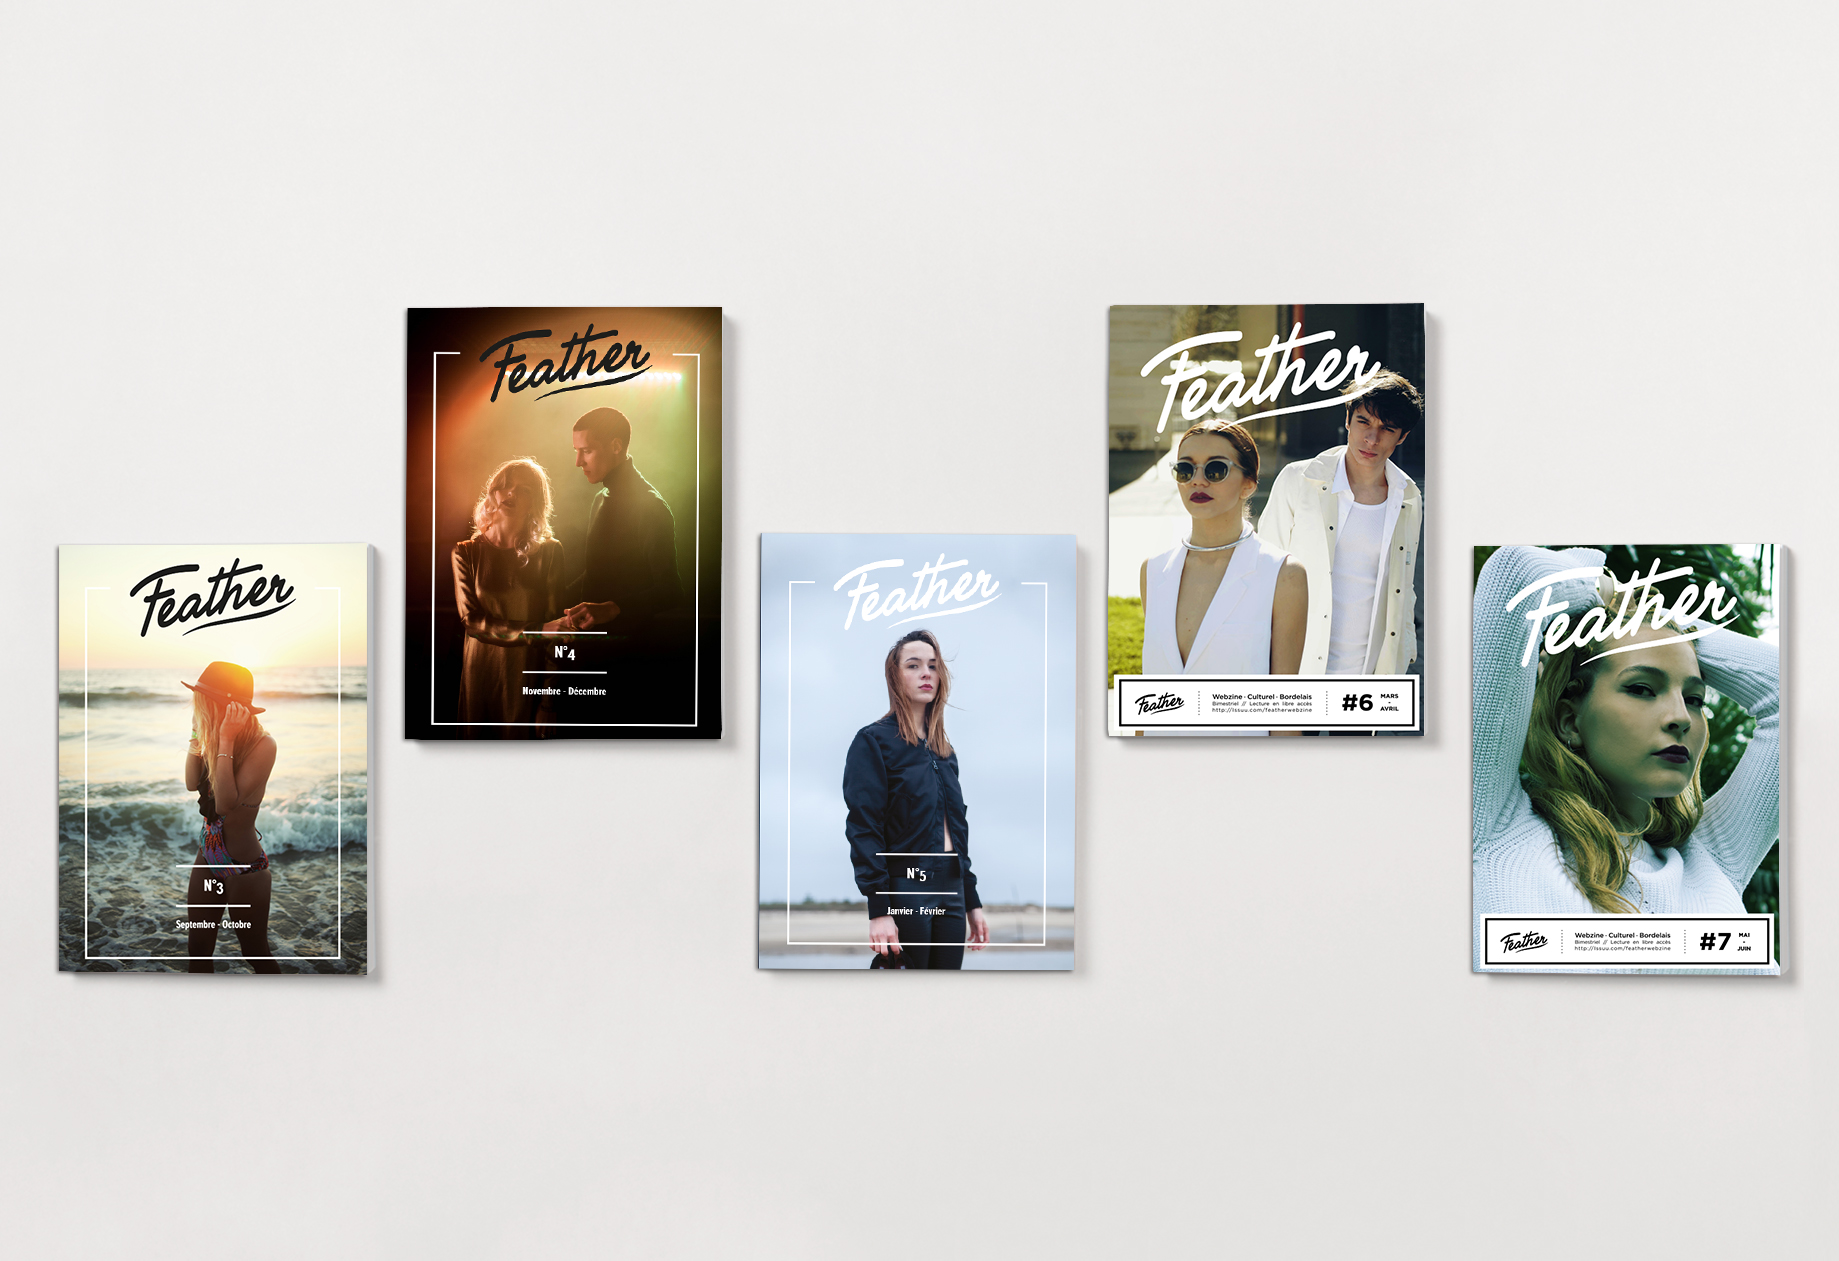 Feather
N°3
Septembre - Octobre
Feather
N°4
Novembre - Décembre
Feather
N°5
Janvier - Février
Feather
Feather
Webzine · Culturel · Bordelais
Bimestriel // Lecture en libre accès
http://issuu.com/featherwebzine
#6
MARS
-
AVRIL
Feather
Feather
Webzine · Culturel · Bordelais
Bimestriel // Lecture en libre accès
http://issuu.com/featherwebzine
#7
MAI
-
JUIN